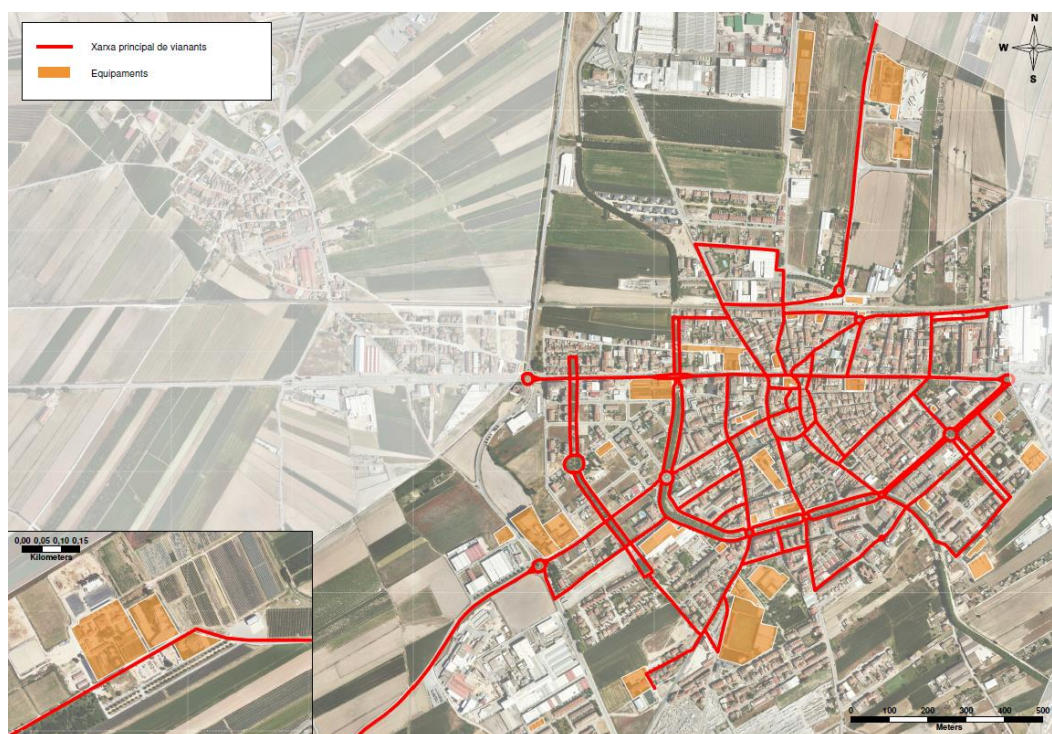 Xarxa principal de vianants
Equipaments
N
W
S
0,00 0,05 0,10 0,15
Kilometers
0 100 200 300 400 500
Meters